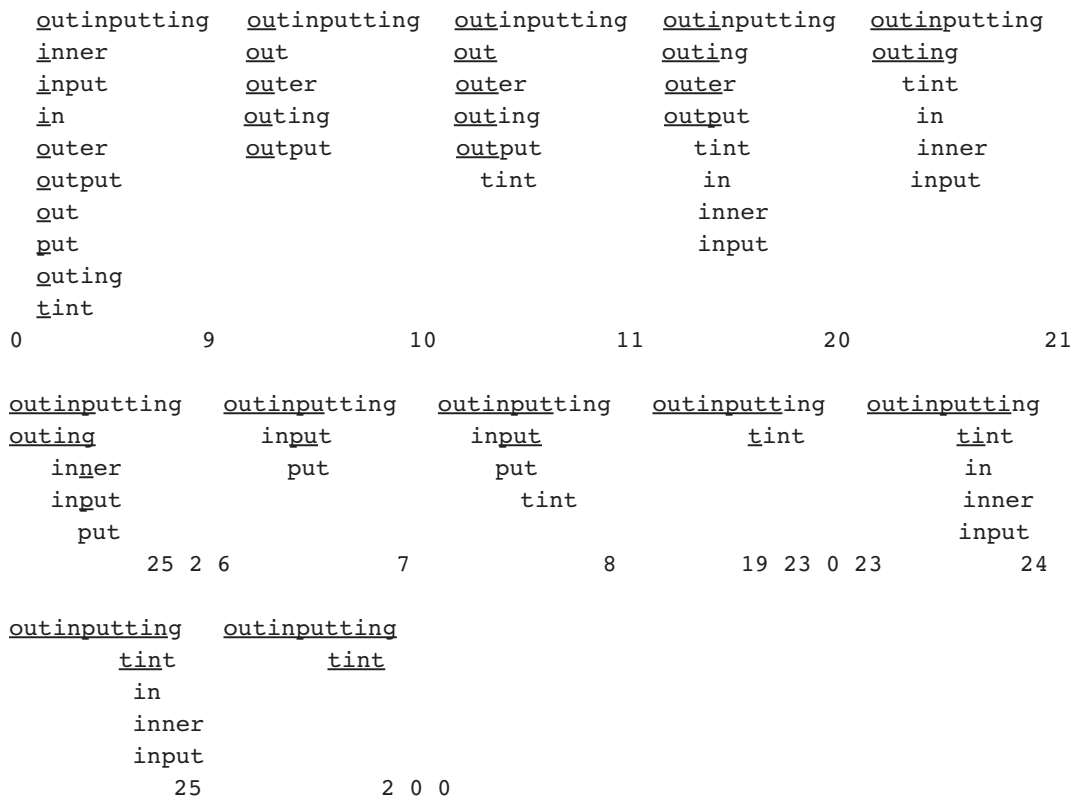 outinputting outinputting outinputting outinputting outinputting
inner out out outing outing
input outer outer outer tint
in outing outing output in
outer output output tint inner
output tint in input
out inner
put input
outing
tint
0 9 10 11 20 21
outinputting outinputting outinputting outinputting outinputting
outing input input tint tint
inner put put in
input tint inner
put input
25 2 6 7 8 19 23 0 23 24
outinputting outinputting
tint tint
in
inner
input
25 2 0 0